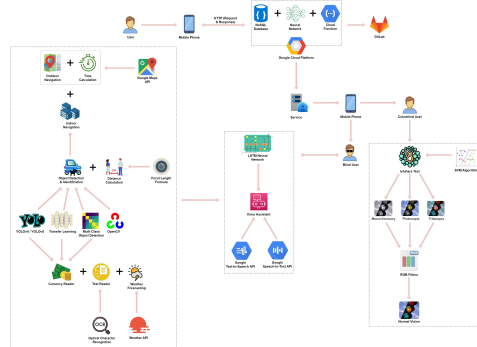 HTTP (Request
& Response)
User
Mobile Phone
NoSQL
Database
Neural
Network
Cloud
Function
GitLab
Google Cloud Platform
Outdoor
Navigation
Time
Calculation
Google Maps
API
Indoor
Navigation
Service
Mobile Phone
Colorblind User
Object Detection
& Identification
Distance
Calculation
Focal Length
Formula
LSTM Neural
Network
Blind User
Ishihara Test
SVM Algorithm
YOLO
YOLOv3 / YOLOv4
Transfer Learning
Multi Class
Object Detection
OpenCV
Voice Assistant
Monochromacy
Protanopia
Tritanopia
Google
Text-to-Speech API
Google
Speech-to-Text API
RGB Filters
Currency Reader
Text Reader
Weather
Forecasting
Normal Vision
OCR
Optical Character
Recognition
Weather API